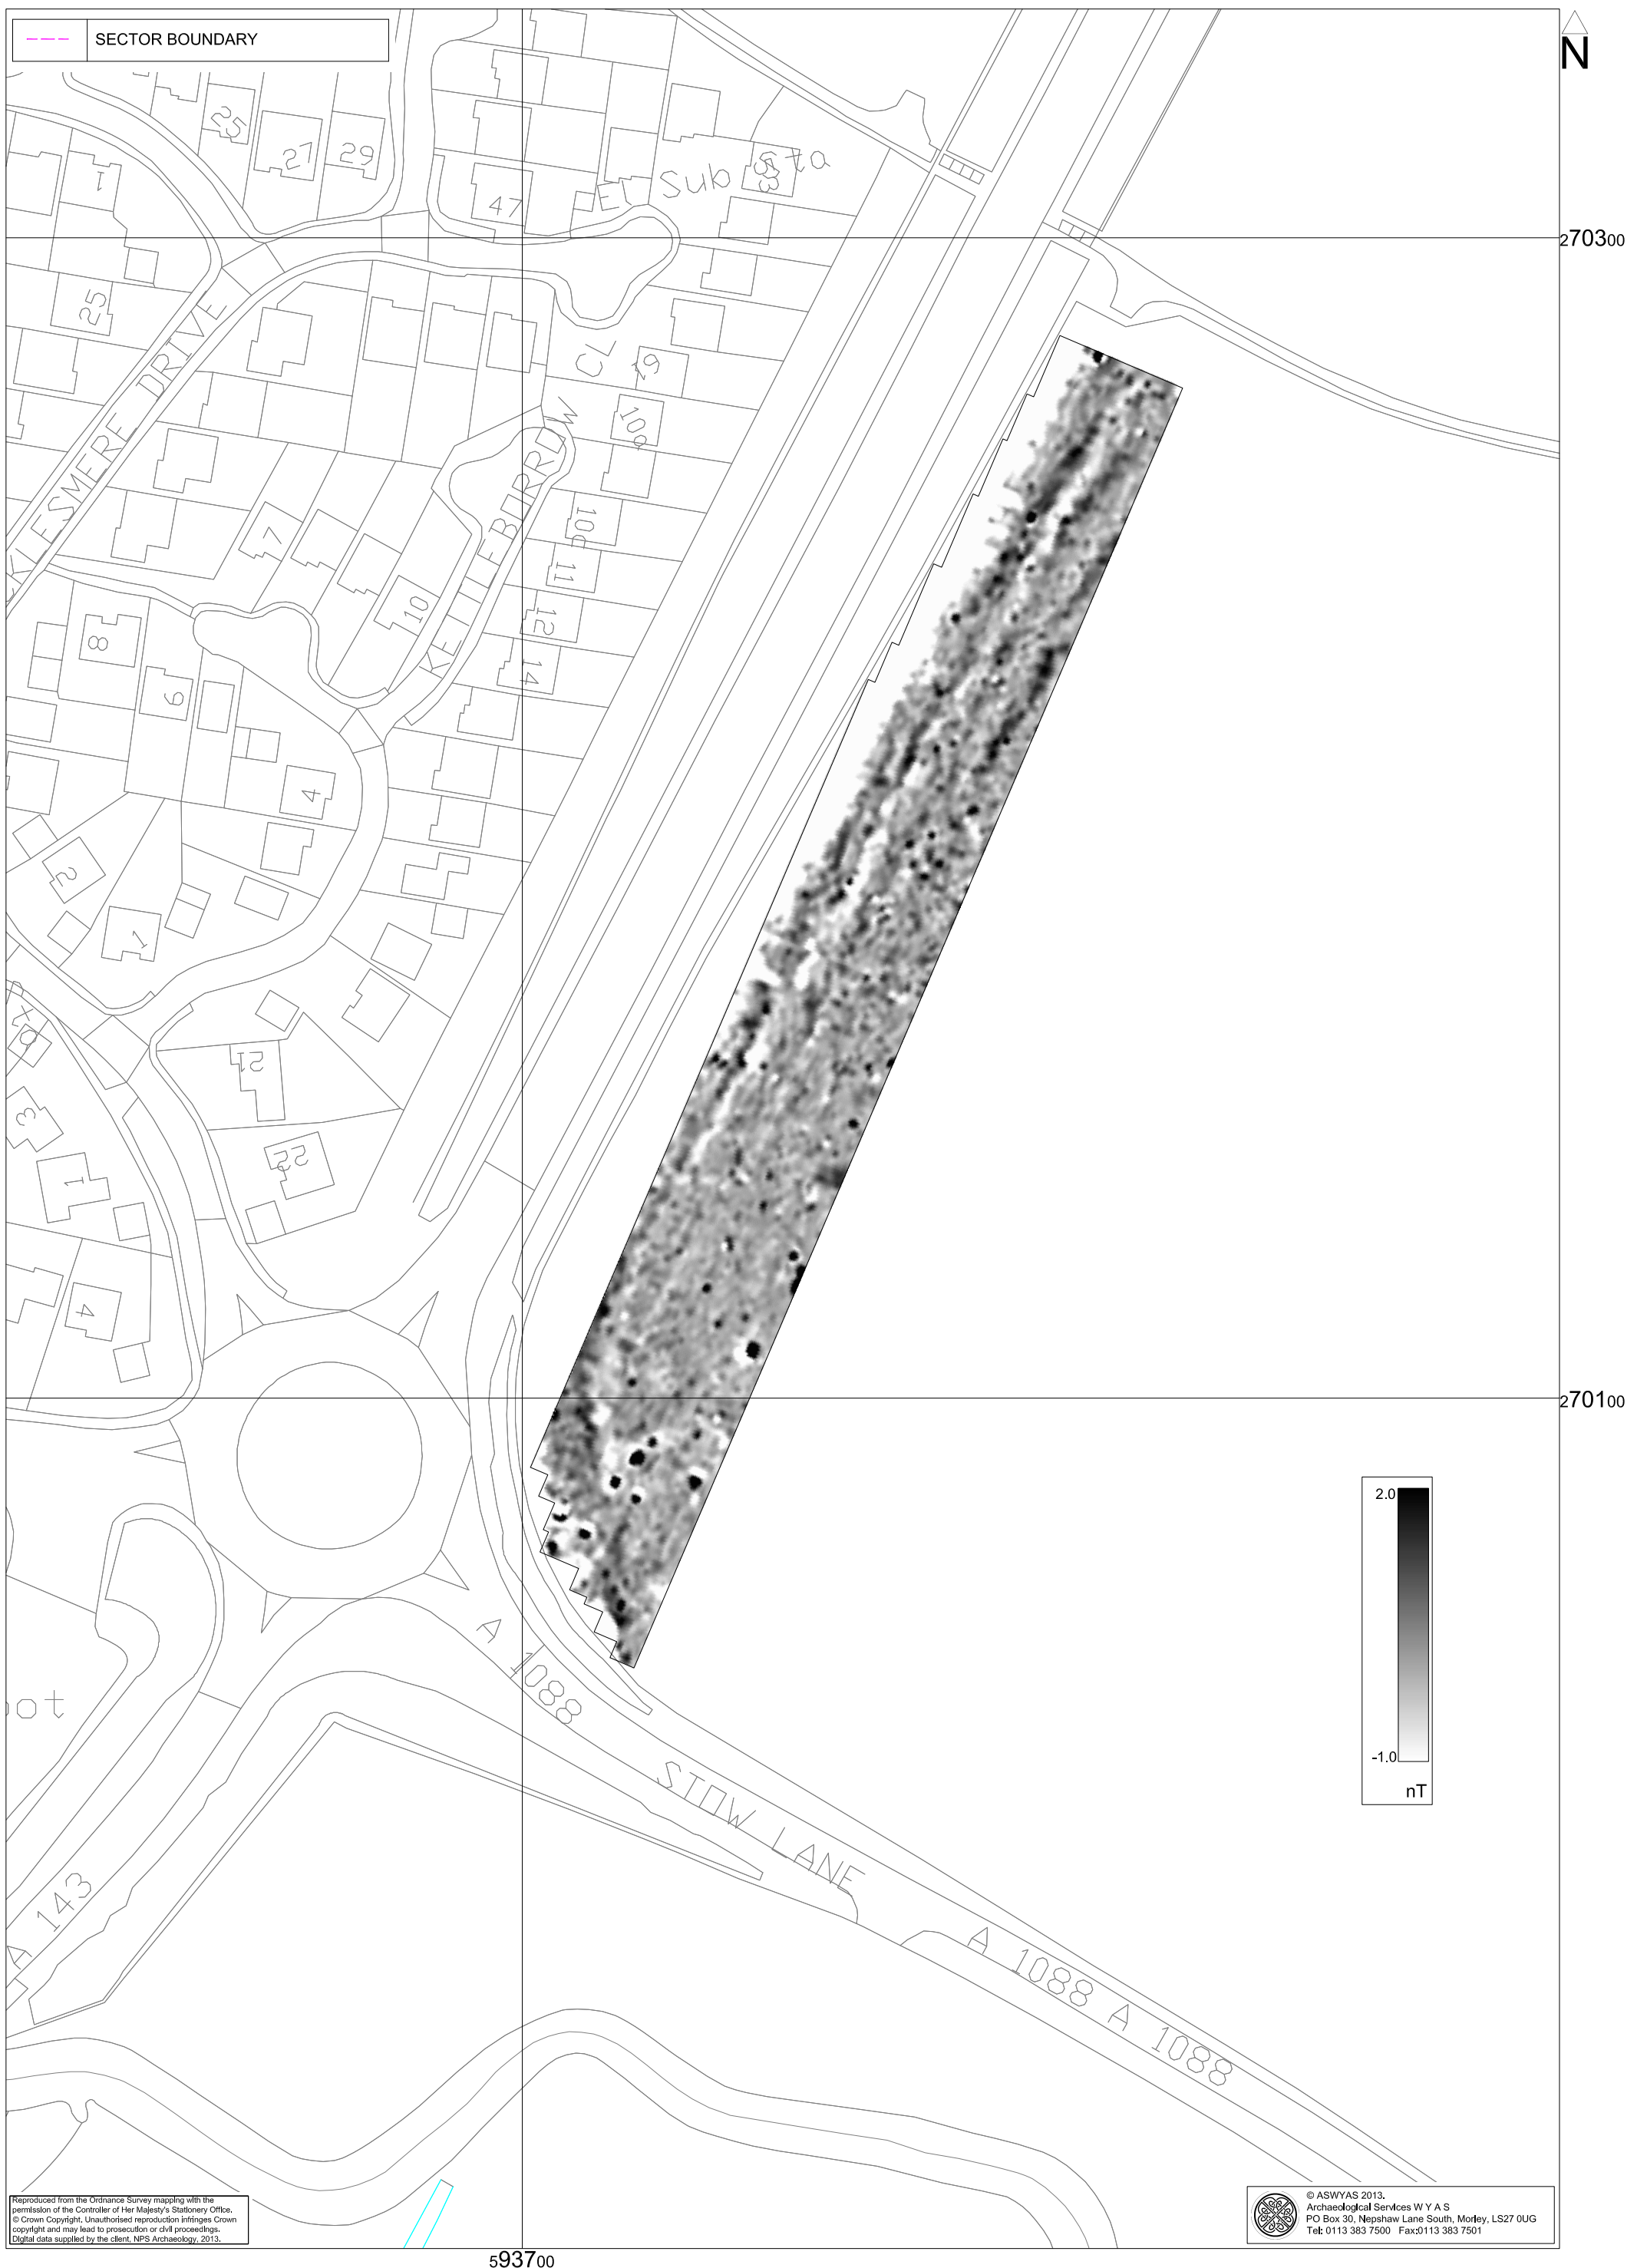 SECTOR BOUNDARY
N
25
27
29
1
47
El Sub Sta
33
270300
25
EYLESMERE DRIVE
KETTLEBURROW
CL
19
10g
7
10
10c
11
12
14
8
6
4
2
1
21
3
22
1
4
270100
2.0
-1.0
nT
A 1088
STOW LANE
A 143
A 1088 A 1088
Reproduced from the Ordnance Survey mapping with the
permission of the Controller of Her Majesty's Stationery Office.
© Crown Copyright. Unauthorised reproduction infringes Crown
copyright and may lead to prosecution or civil proceedings.
Digital data supplied by the client, NPS Archaeology, 2013.
© ASWYAS 2013.
Archaeological Services W Y A S
PO Box 30, Nepshaw Lane South, Morley, LS27 0UG
Tel: 0113 383 7500 Fax:0113 383 7501
593700